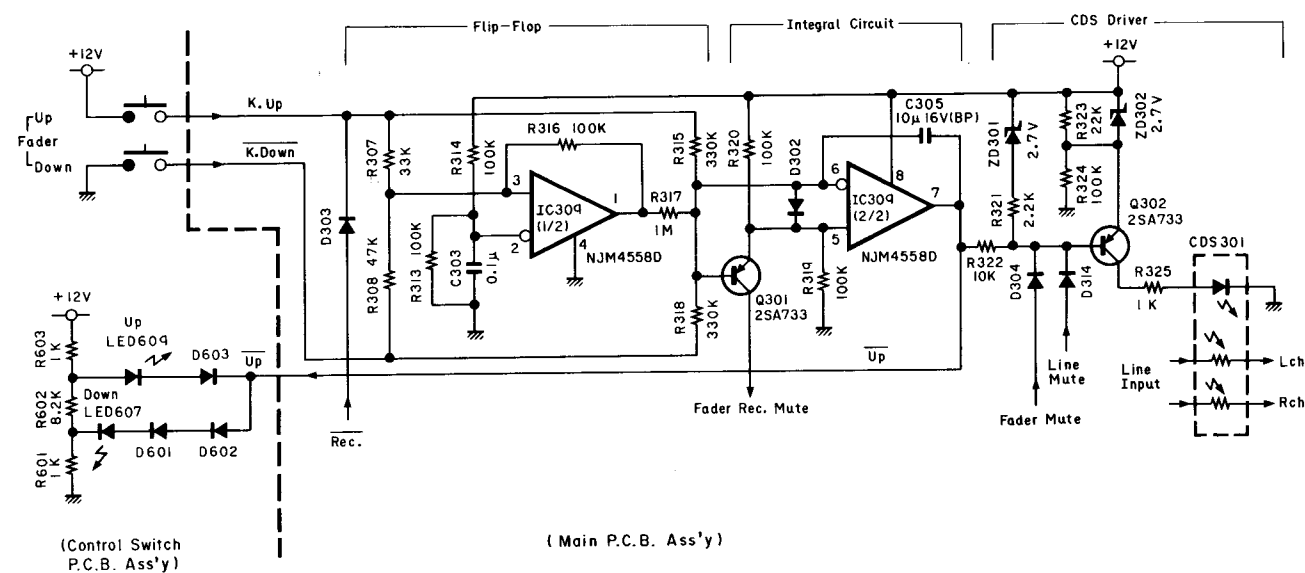 Flip-Flop
Integral Circuit
CDS Driver
+12V
+12V
K.Up
Up
Fader
Down
K.Down
R316 100K
C305
10μ 16V(BP)
R307
33K
R314
100K
R315
330K
R320
100K
D302
ZD301
2.7V
R323
22K
ZD302
2.7V
R324
100K
Q302
2SA733
3
1
IC309
(1/2)
2
4
NJM4558D
R317
1M
6
8
7
IC309
(2/2)
5
NJM4558D
R321
2.2K
D303
R308 47K
R313 100K
C303
0.1μ
Q301
2SA733
R319
100K
R318
330K
R322
10K
D304
D314
R325
1K
CDS301
+12V
R603
1K
Up
LED609
D603
Up
Up
Down
LED607
R602
8.2K
D601
D602
R601
1K
Rec.
Fader Rec. Mute
Line
Mute
Fader Mute
Line
Input
Lch
Rch
(Control Switch
P.C.B. Ass'y)
(Main P.C.B. Ass'y)